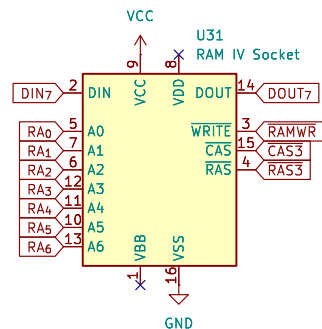 VCC
U31
RAM IV Socket
9
8
VCC
VDD
DIN7
2
DIN
DOUT
14
DOUT7
RA0
5
A0
WRITE
3
RAMWR
RA1
7
A1
CAS
15
CAS3
RA2
6
A2
RAS
4
RAS3
RA3
12
A3
RA4
11
A4
RA5
10
A5
RA6
13
A6
VBB
VSS
1
16
GND